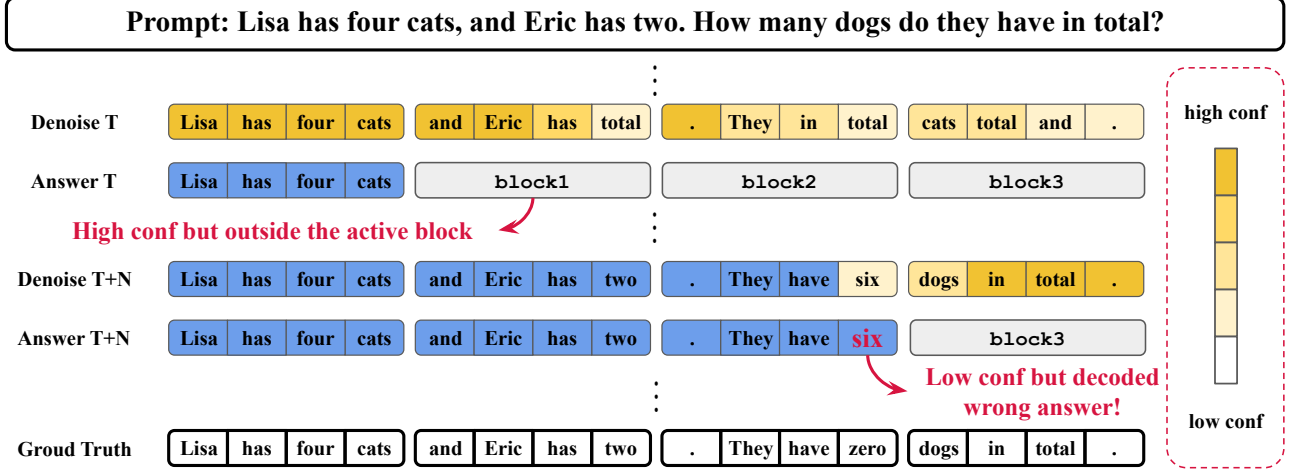 Prompt: Lisa has four cats, and Eric has two. How many dogs do they have in total?
Denoise T Lisa has four cats and Eric has total . They in total cats total and .
Answer T Lisa has four cats block1 block2 block3
High conf but outside the active block
Denoise T+N Lisa has four cats and Eric has two . They have six dogs in total .
Answer T+N Lisa has four cats and Eric has two . They have six block3
Low conf but decoded
wrong answer!
Groud Truth Lisa has four cats and Eric has two . They have zero dogs in total .
high conf
low conf